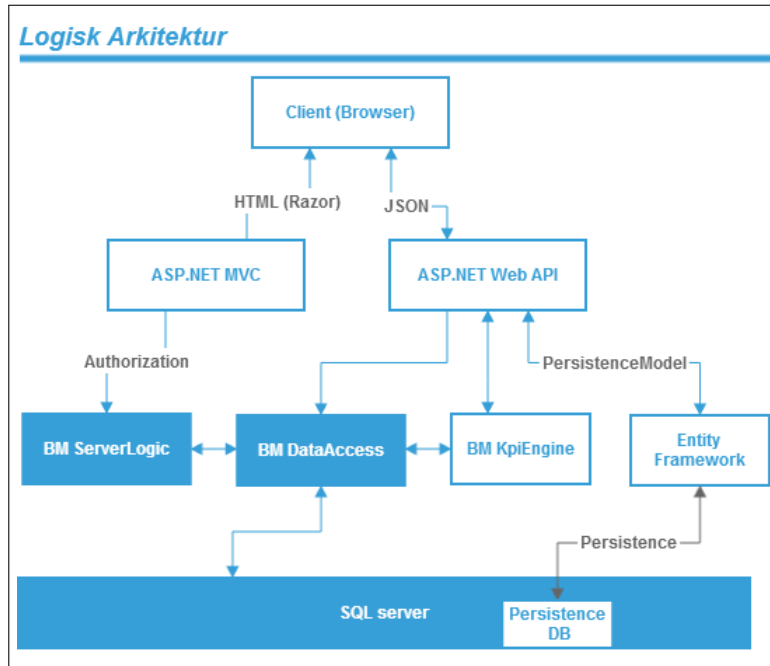 Logisk Arkitektur
Client (Browser)
HTML (Razor)
JSON
ASP.NET MVC
ASP.NET Web API
Authorization
PersistenceModel
BM ServerLogic
BM DataAccess
BM KpiEngine
Entity
Framework
Persistence
SQL server
Persistence
DB